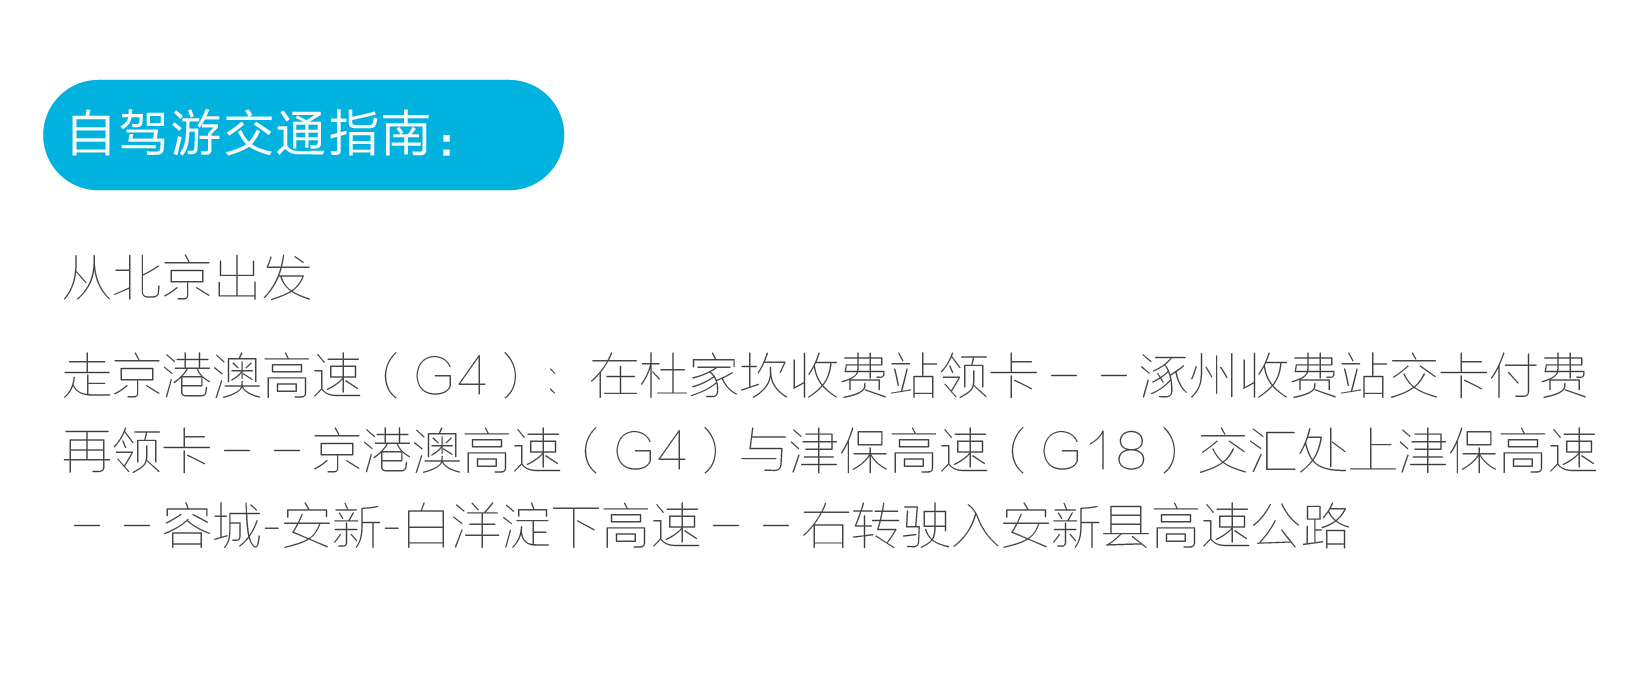 自驾游交通指南：
从北京出发
走京港澳高速（G4）：在杜家坎收费站领卡－－涿州收费站交卡付费
再领卡－－京港澳高速（G4）与津保高速（G18）交汇处上津保高速
－－容城-安新-白洋淀下高速－－右转驶入安新县高速公路